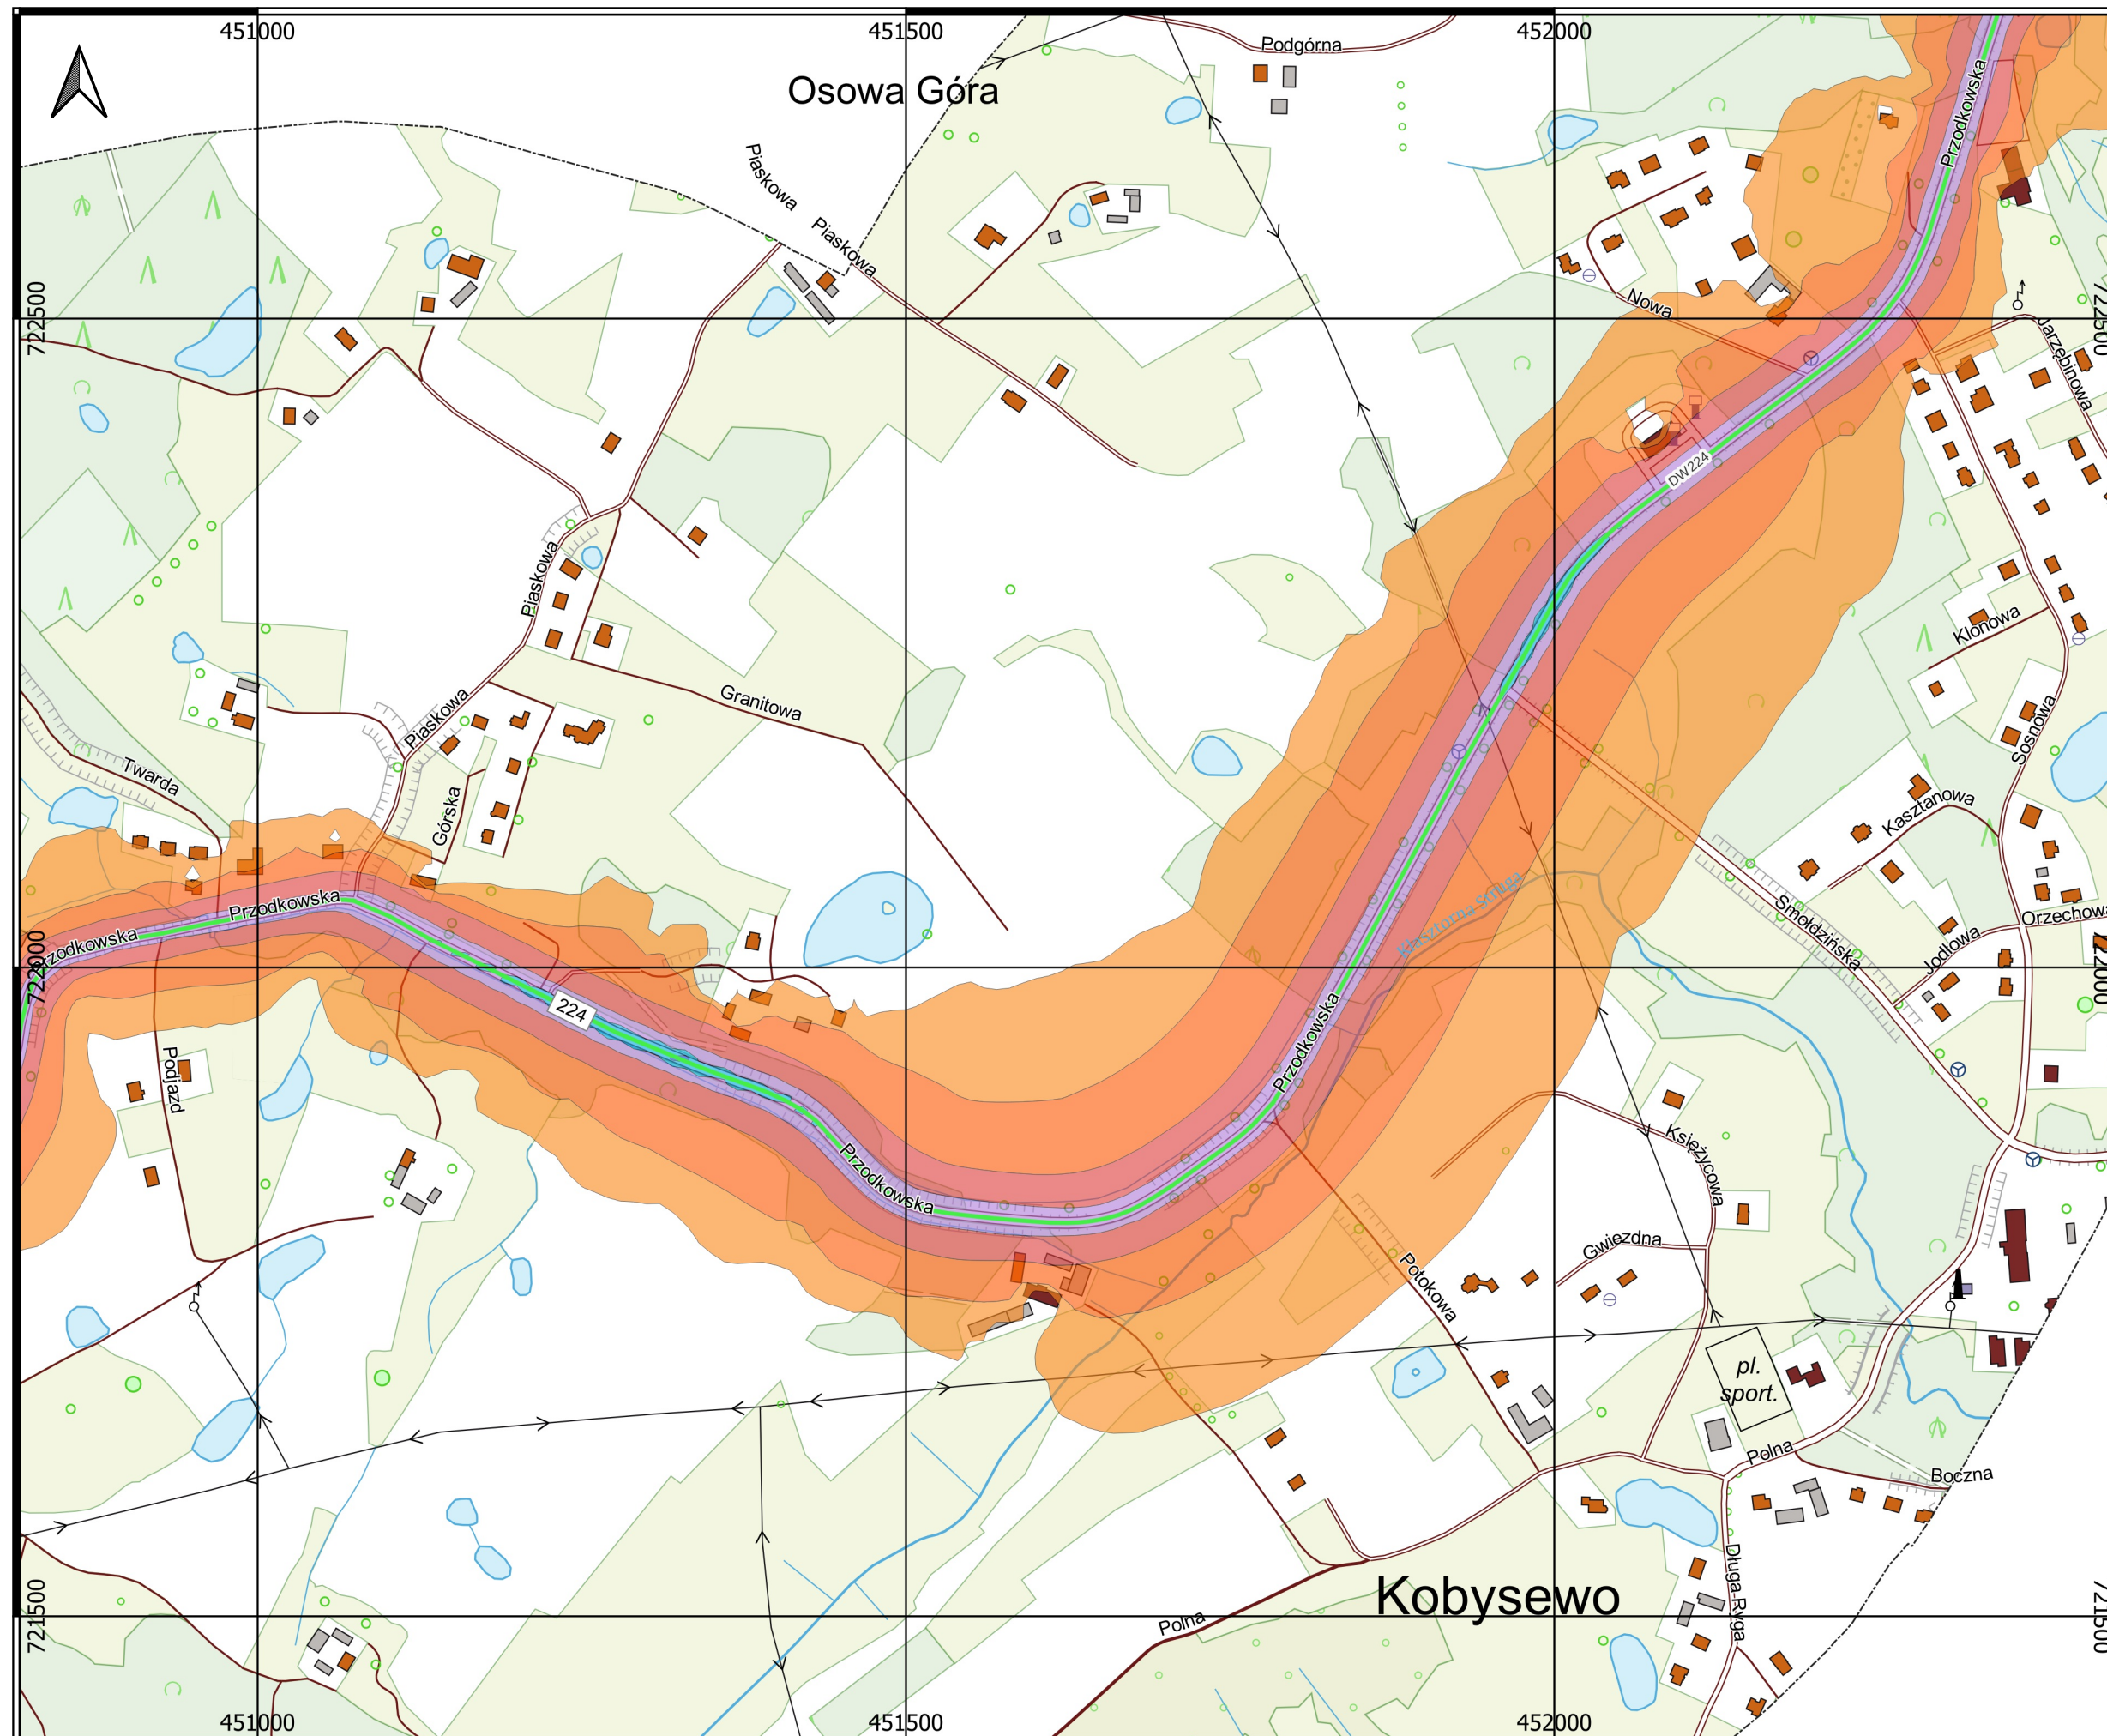 451000
451500
452000
Podgórna
Osowa Góra
Przodkowska
Piaskowa
Piaskowa
722500
Nowa
722500
Jarzębinowa
DW224
Piaskowa
Klonowa
Granitowa
Piaskowa
Sosnowa
Twarda
Górska
Kasztanowa
Klasztorna Struga
Przodkowska
Smołdzińska
Orzechowa
Jodłowa
Przodkowska
722000
722000
224
Przodkowska
Podjazd
Księżycowa
Przodkowska
Gwiezdna
Potokowa
pl.
sport.
Polna
Boczna
Długa Ryga
Kobysewo
721500
Polna
721500
451000
451500
452000